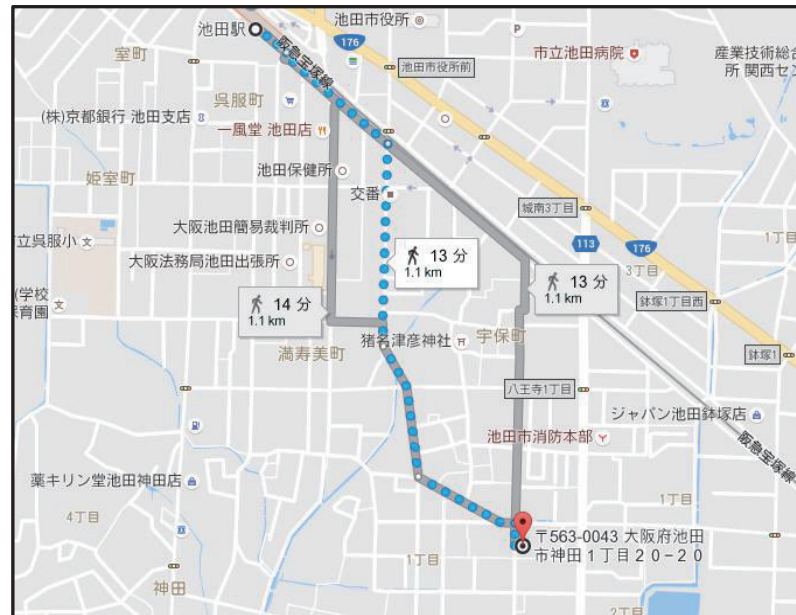 池田市役所
池田駅
阪急宝塚線
176
P
池田市役所前
市立池田病院
産業技術総合
所 関西セン
室町
呉服町
(株)京都銀行 池田支店
一風堂 池田店
池田保健所
姫室町
交番
城南3丁目
大阪池田簡易裁判所
市立呉服小
大阪法務局池田出張所
13 分
1.1 km
113
176
1丁目
3丁目
13 分
1.1 km
鉢塚1丁目西
(学校
保育園
14 分
1.1 km
猪名津彦神社
宇保町
満寿美町
鉢塚1
八王寺1丁目
ジャパン池田鉢塚店
池田市消防本部
阪急宝塚線
薬キリン堂池田神田店
1丁目
4丁目
〒563-0043 大阪府池田
市神田1丁目20-20
1丁目
1丁目
神田